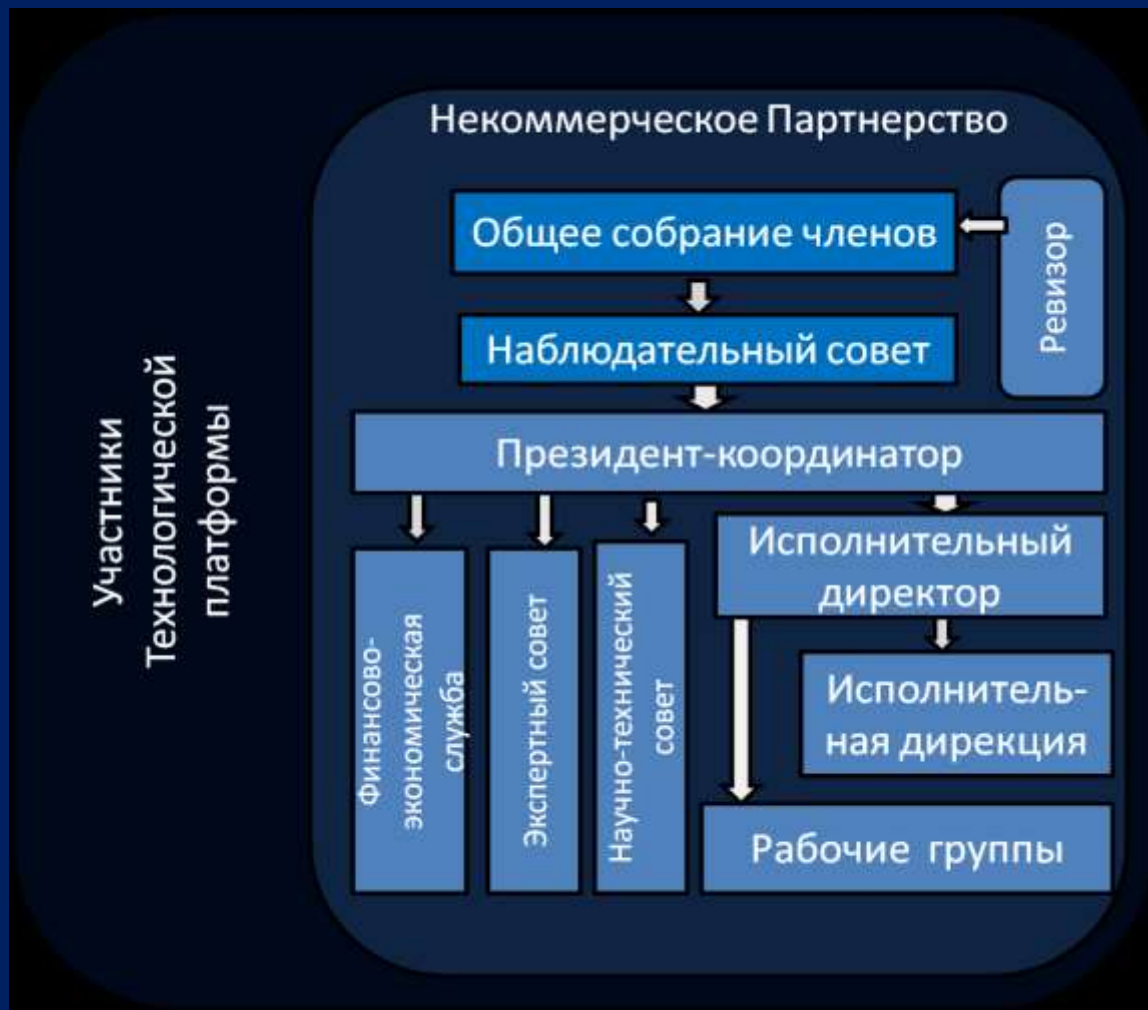 Некоммерческое Партнерство
Общее собрание членов
Ревизор
Наблюдательный совет
Президент-координатор
Участники
Технологической
платформы
Финансово-
экономическая
служба
Экспертный совет
Научно-технический
совет
Исполнительный
директор
Исполнитель-
ная дирекция
Рабочие группы